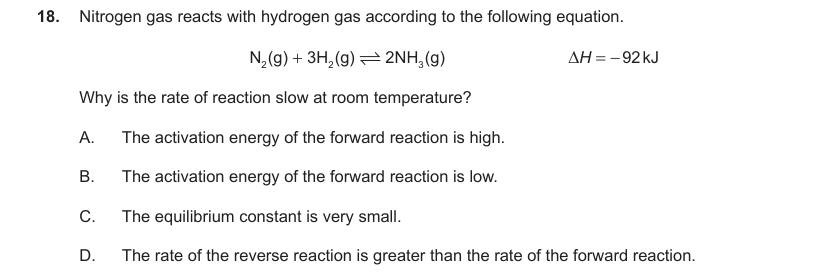 18. Nitrogen gas reacts with hydrogen gas according to the following equation.
N₂(g) + 3H₂(g) ⇌ 2NH₃(g) ΔH = −92 kJ
Why is the rate of reaction slow at room temperature?
A. The activation energy of the forward reaction is high.
B. The activation energy of the forward reaction is low.
C. The equilibrium constant is very small.
D. The rate of the reverse reaction is greater than the rate of the forward reaction.